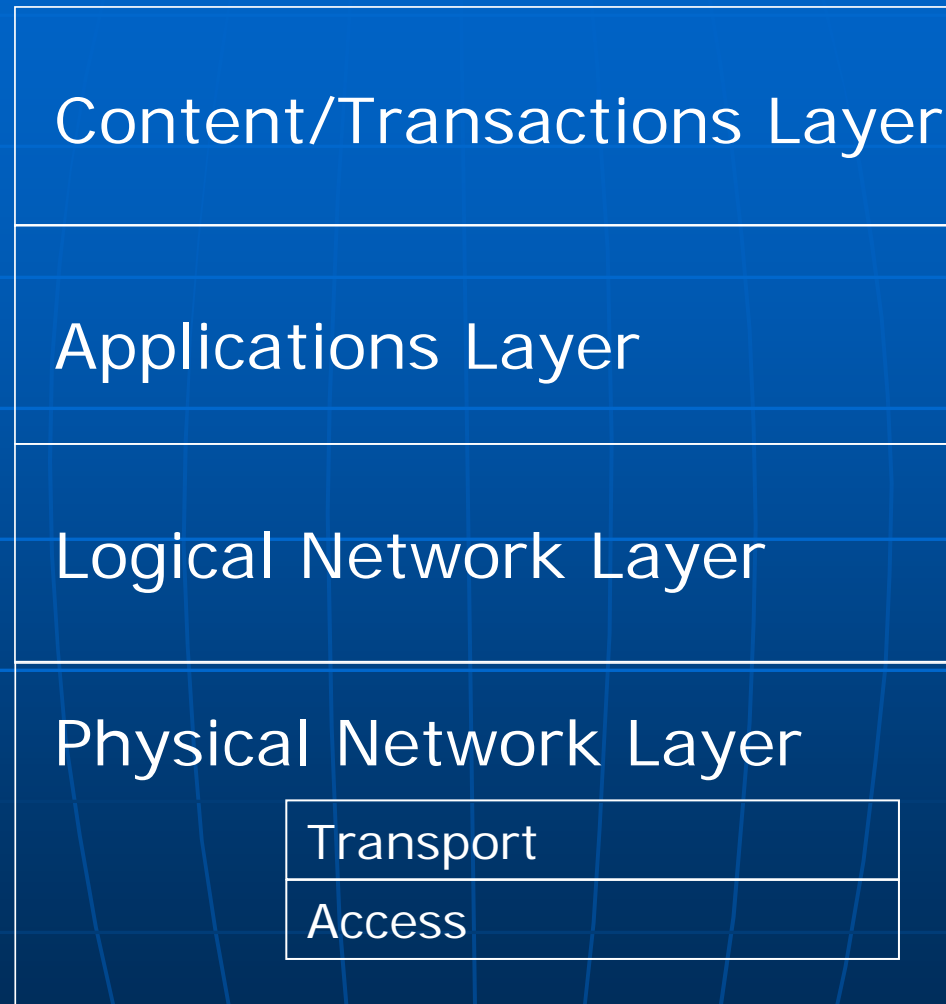 Content/Transactions Layer
Applications Layer
Logical Network Layer
Physical Network Layer
Transport
Access